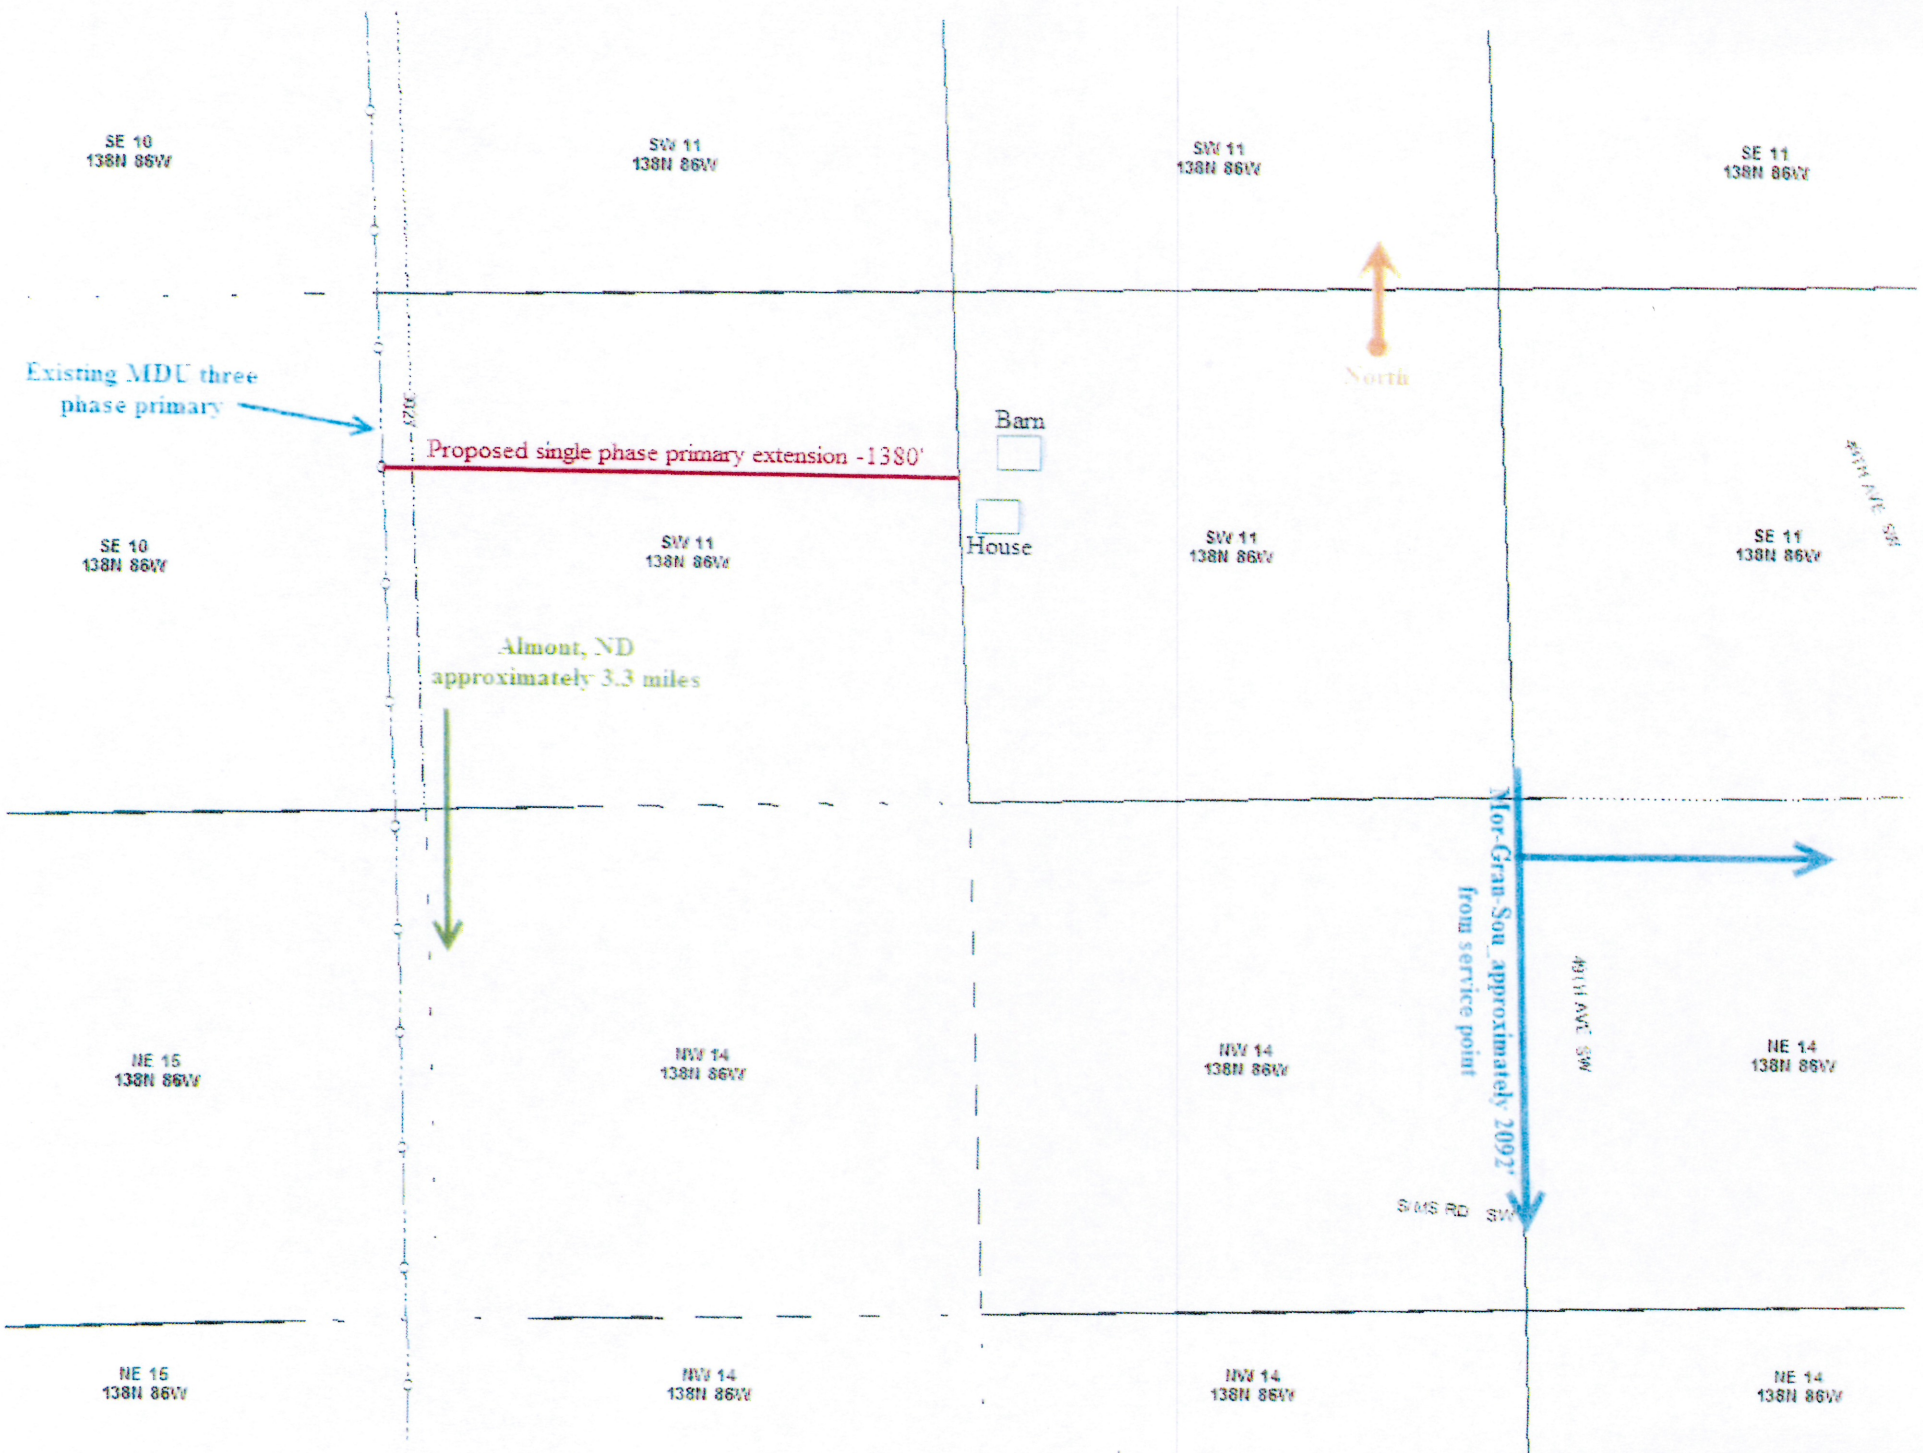 SE 10
138N 86W
SW 11
138N 86W
SW 11
138N 86W
SE 11
138N 86W
Existing MDU three
phase primary
North
Barn
Proposed single phase primary extension -1380'
House
SE 10
138N 86W
SW 11
138N 86W
SW 11
138N 86W
SE 11
138N 86W
AVE SW
Almont, ND
approximately 3.3 miles
Mor-Gran-Sou_approximately 2092'
from service point
49TH AVE SW
NE 15
138N 86W
NW 14
138N 86W
NW 14
138N 86W
NE 14
138N 86W
SIMS RD SW
NE 15
138N 86W
NW 14
138N 86W
NW 14
138N 86W
NE 14
138N 86W